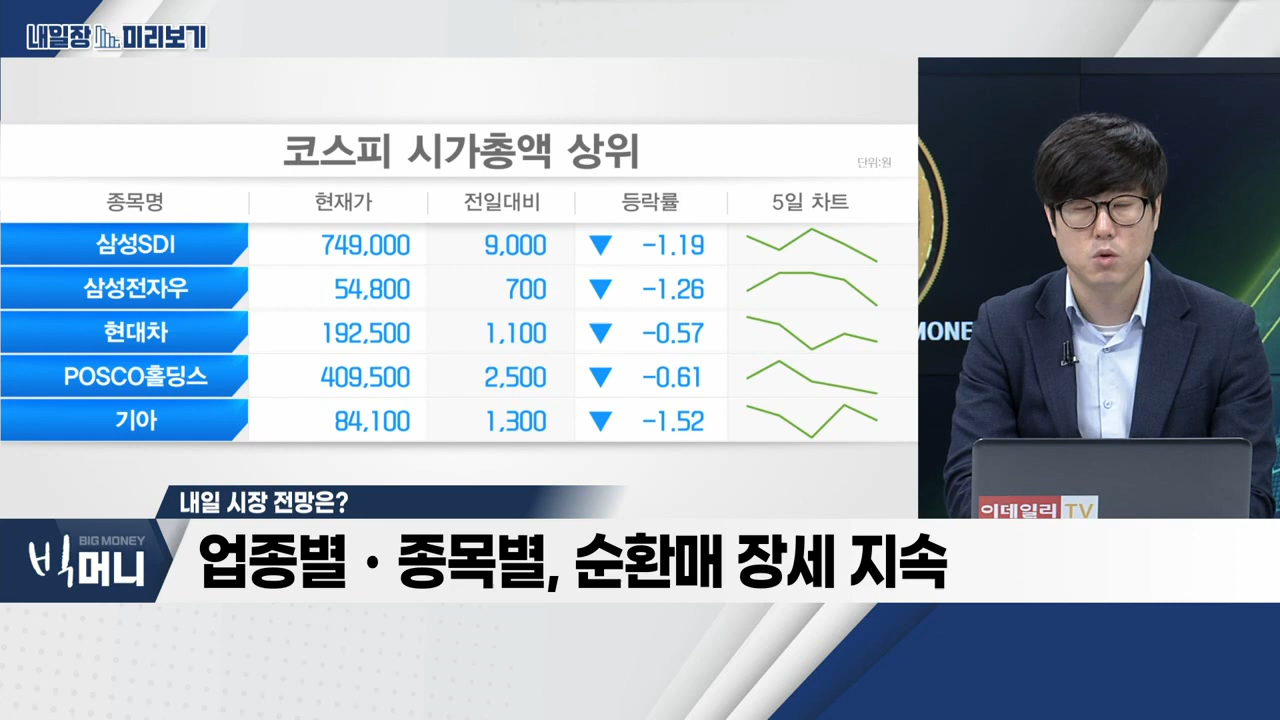 내일장 미리보기
코스피 시가총액 상위
단위:원
종목명 현재가 전일대비 등락률 5일 차트
삼성SDI 749,000 9,000 ▼ -1.19
삼성전자우 54,800 700 ▼ -1.26
현대차 192,500 1,100 ▼ -0.57
POSCO홀딩스 409,500 2,500 ▼ -0.61
기아 84,100 1,300 ▼ -1.52
MONE
이데일리 TV
내일 시장 전망은?
BIG MONEY
빅머니
업종별·종목별, 순환매 장세 지속